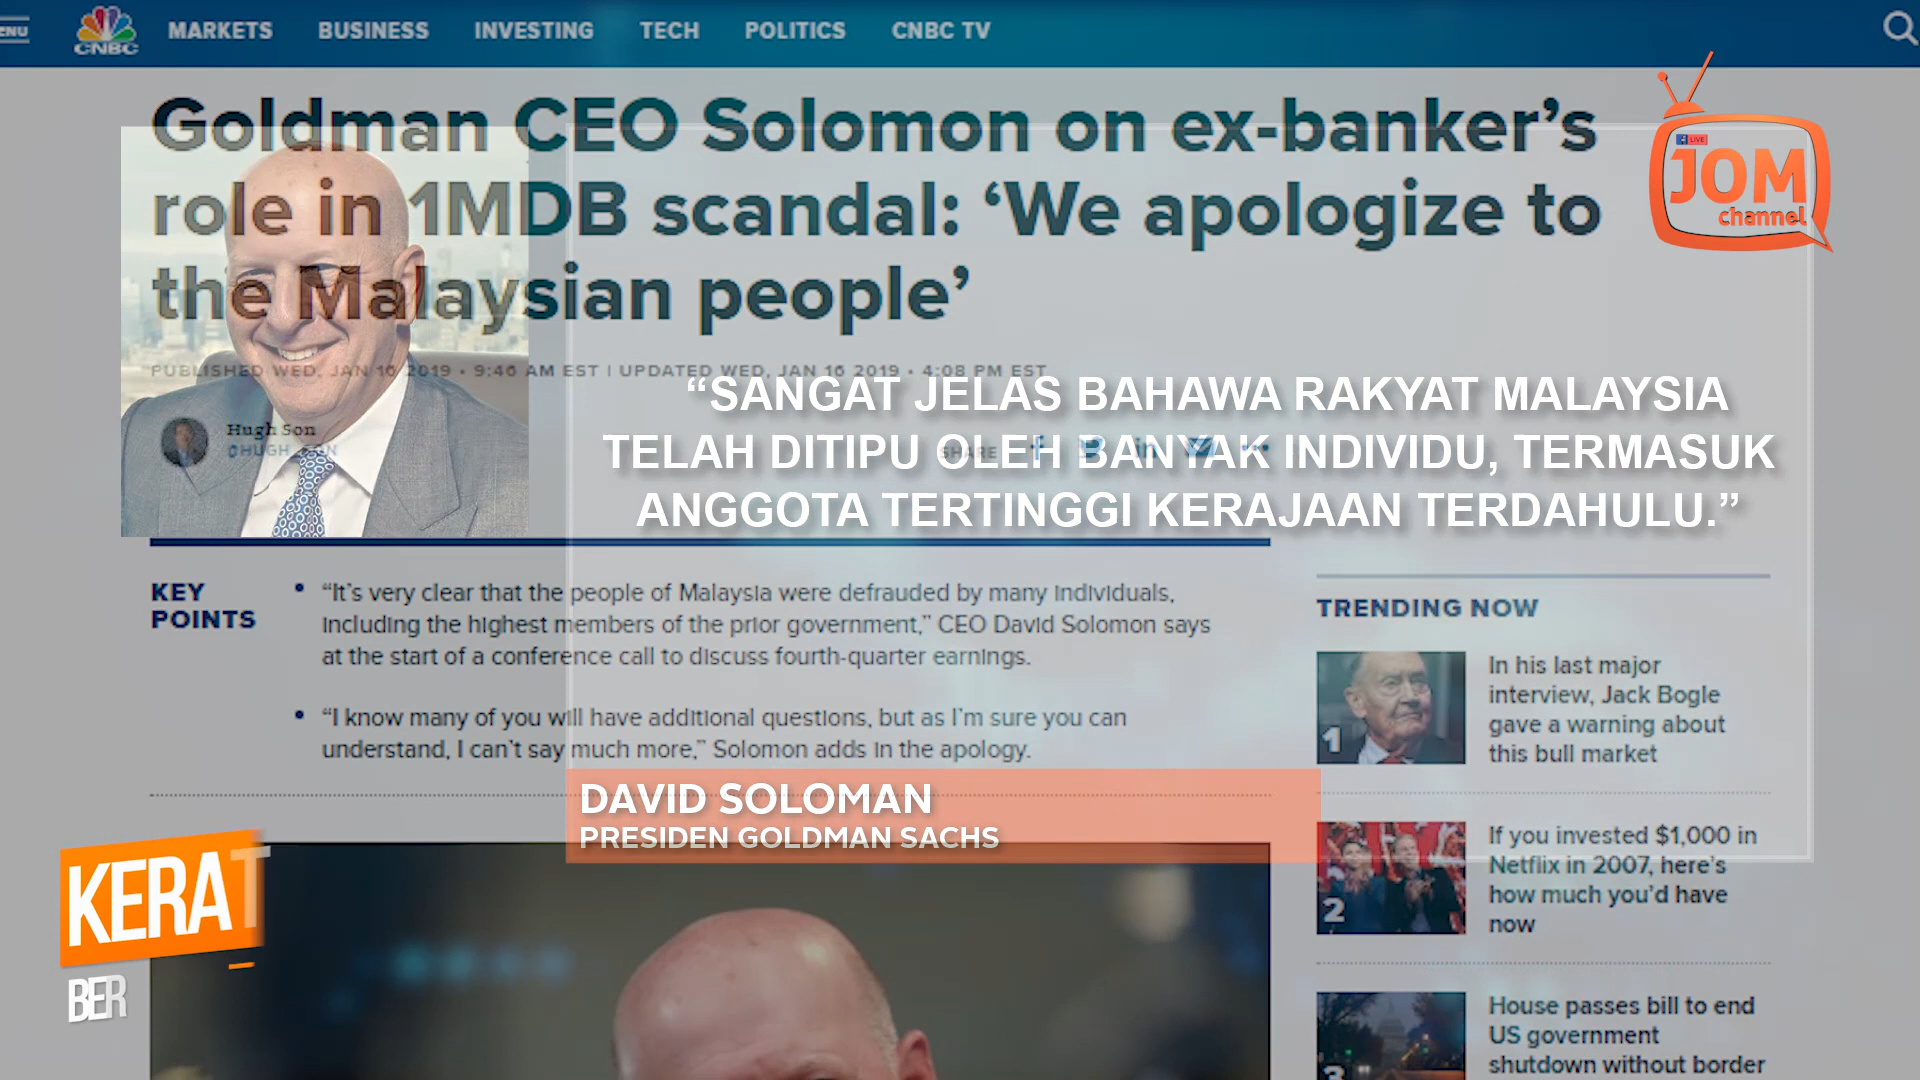 ENU
CNBC
MARKETS BUSINESS INVESTING TECH POLITICS CNBC TV
Goldman CEO Solomon on ex-banker's
role in 1MDB scandal: ‘We apologize to
the Malaysian people’
LIVE
JOM
channel
PUBLISHED WED, JAN 16 2019 • 9:46 AM EST | UPDATED WED, JAN 16 2019 • 4:08 PM EST
Hugh Son
@HUGH_SON
SHARE
“SANGAT JELAS BAHAWA RAKYAT MALAYSIA
TELAH DITIPU OLEH BANYAK INDIVIDU, TERMASUK
ANGGOTA TERTINGGI KERAJAAN TERDAHULU.”
KEY
POINTS
• “It’s very clear that the people of Malaysia were defrauded by many individuals,
including the highest members of the prior government,” CEO David Solomon says
at the start of a conference call to discuss fourth-quarter earnings.
• “I know many of you will have additional questions, but as I’m sure you can
understand, I can’t say much more,” Solomon adds in the apology.
DAVID SOLOMAN
PRESIDEN GOLDMAN SACHS
TRENDING NOW
1
In his last major
interview, Jack Bogle
gave a warning about
this bull market
2
If you invested $1,000 in
Netflix in 2007, here’s
how much you’d have
now
3
House passes bill to end
US government
shutdown without border
KERAT
BER